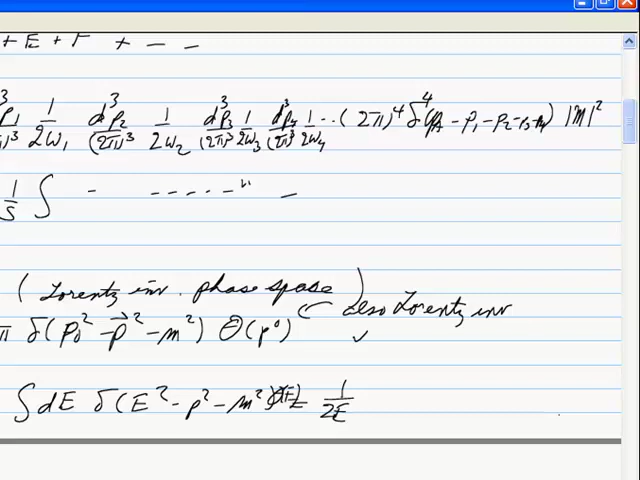 + E + F + — —
d³p₁/(2π)³ 1/2ω₁ d³p₂/(2π)³ 1/2ω₂ d³p₃/(2π)³ 1/2ω₃ d³p₄/(2π)³ 1/2ω₄ ... (2π)⁴ δ⁴(p_A - p₁ - p₂ - p₃ - p₄) |M|²
1/S ∫ - ..... " —
( Lorentz inv. phase space )
also Lorentz inv
π δ(p₀² - p⃗² - m²) Θ(p⁰) ✓
∫dE δ(E² - p² - m²) 1/2E